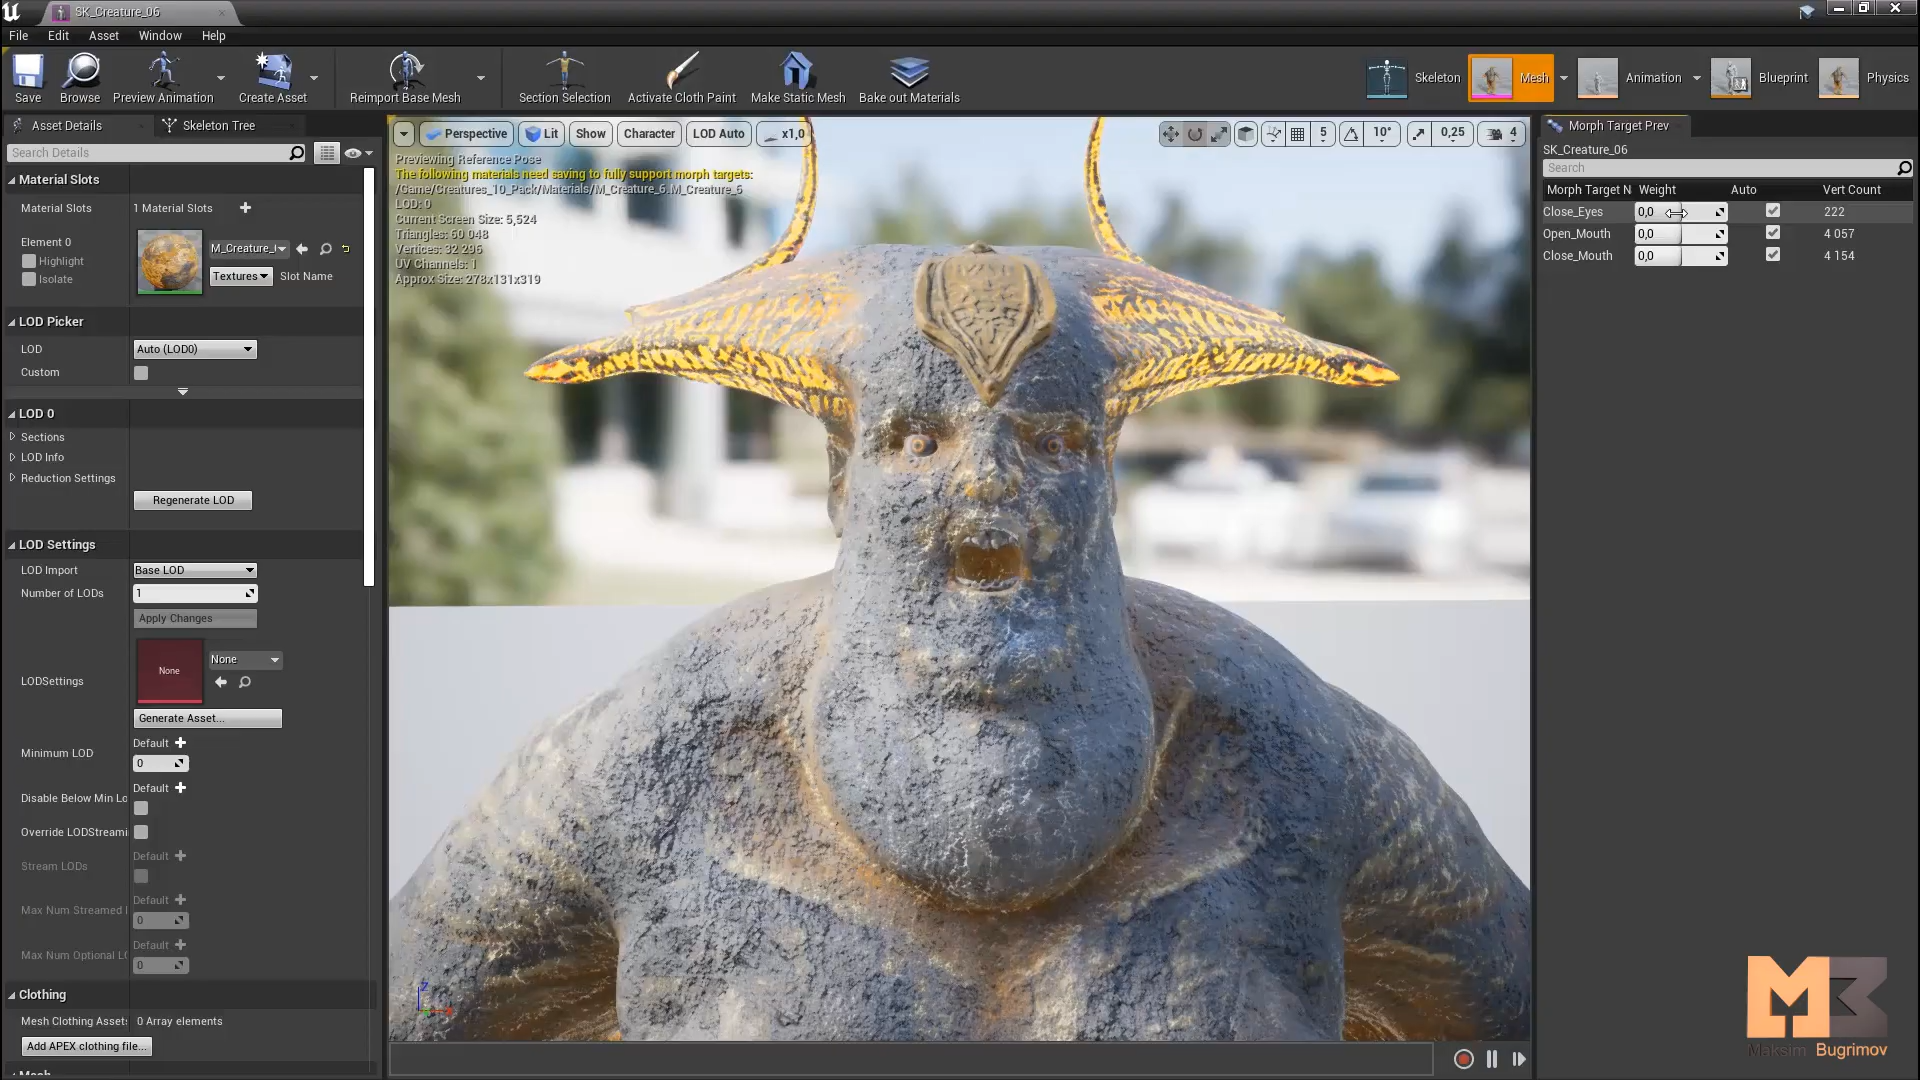 SK_Creature_06
File Edit Asset Window Help
Save Browse Preview Animation Create Asset Reimport Base Mesh Section Selection Activate Cloth Paint Make Static Mesh Bake out Materials
Skeleton Mesh Animation Blueprint Physics
Asset Details Skeleton Tree
Search Details
Material Slots
Material Slots 1 Material Slots
Element 0
Highlight
Isolate
M_Creature_(
Textures Slot Name
LOD Picker
LOD Auto (LOD0)
Custom
LOD 0
Sections
LOD Info
Reduction Settings
Regenerate LOD
LOD Settings
LOD Import Base LOD
Number of LODs 1
Apply Changes
LODSettings None None
Generate Asset...
Minimum LOD Default
0
Disable Below Min Lo Default
Override LODStreami
Stream LODs Default
Max Num Streamed Default
0
Max Num Optional L Default
0
Clothing
Mesh Clothing Asset: 0 Array elements
Add APEX clothing file...
Mesh
Perspective Lit Show Character LOD Auto x1,0
5 10° 0,25 4
Previewing Reference Pose
The following materials need saving to fully support morph targets:
/Game/Creatures_10_Pack/Materials/M_Creature_6.M_Creature_6
LOD: 0
Current Screen Size: 5,524
Triangles: 60 048
Vertices: 32 296
UV Channels: 1
Approx Size: 278x131x319
Z
Morph Target Prev
SK_Creature_06
Search
Morph Target N Weight Auto Vert Count
Close_Eyes 0,0 222
Open_Mouth 0,0 4 057
Close_Mouth 0,0 4 154
Maksim Bugrimov